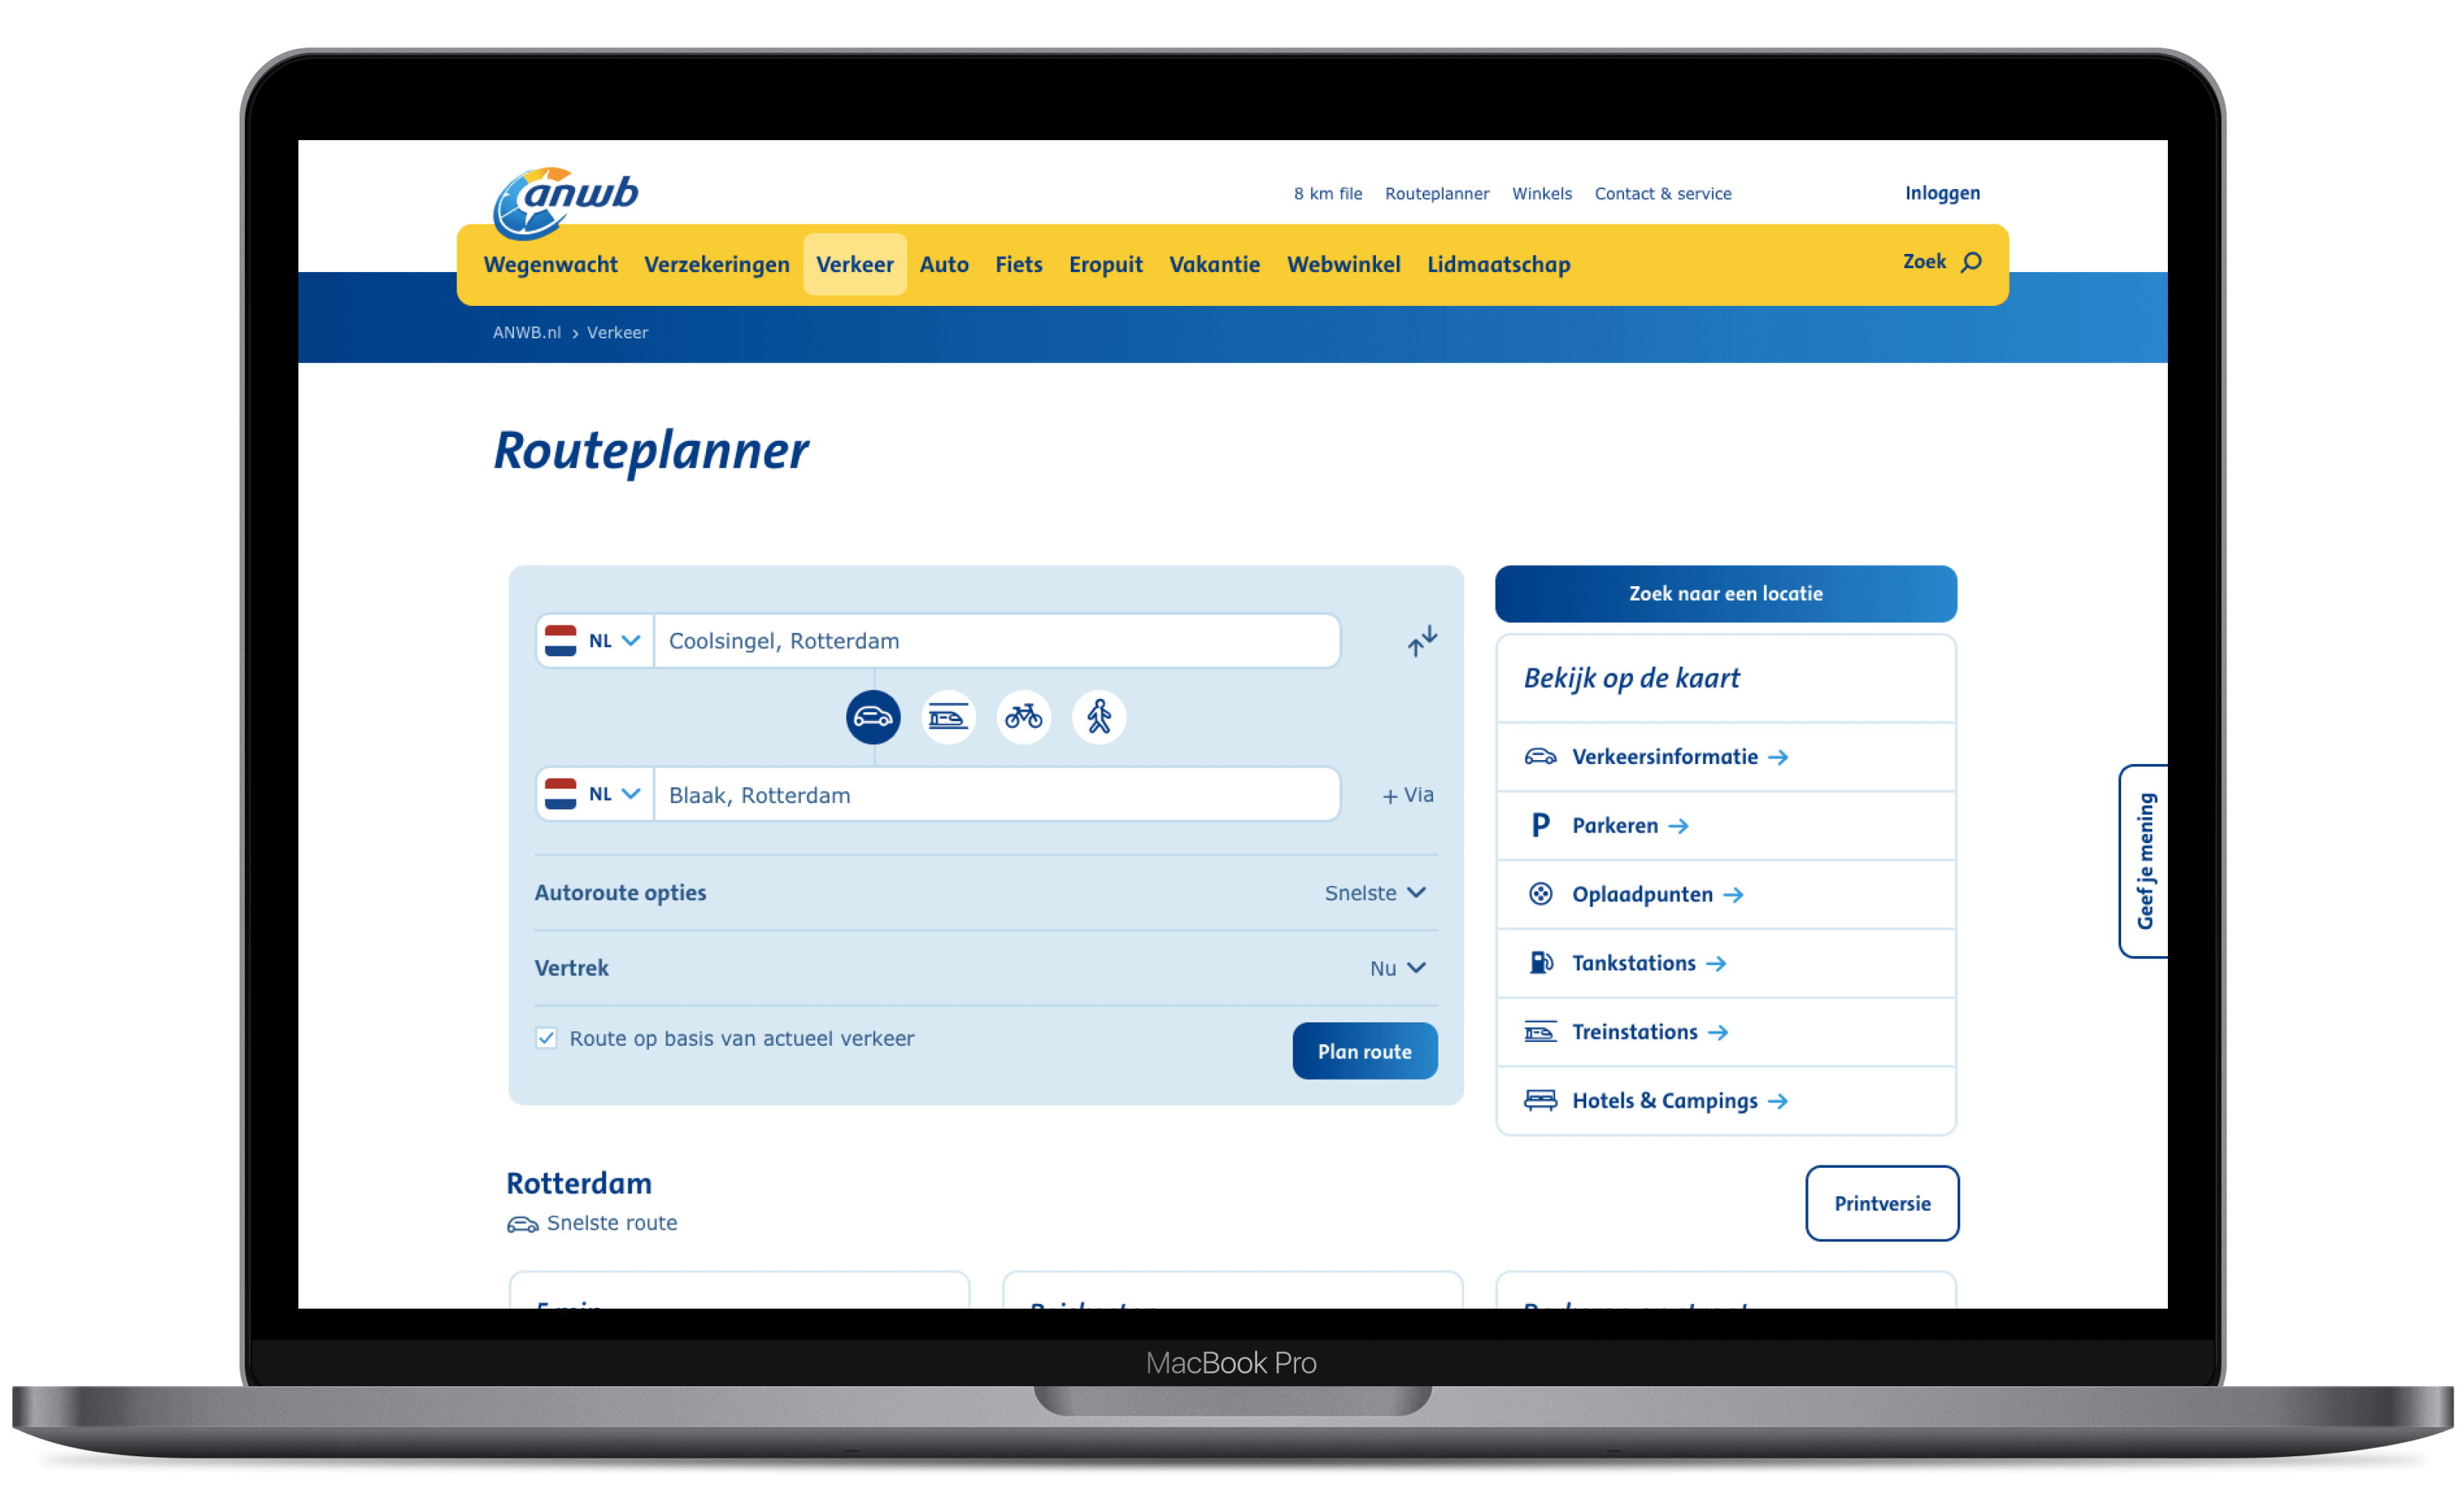 anwb
8 km file Routeplanner Winkels Contact & service Inloggen
Wegenwacht Verzekeringen Verkeer Auto Fiets Eropuit Vakantie Webwinkel Lidmaatschap Zoek
ANWB.nl > Verkeer
Routeplanner
NL Coolsingel, Rotterdam
NL Blaak, Rotterdam + Via
Autoroute opties Snelste
Vertrek Nu
Route op basis van actueel verkeer
Plan route
Zoek naar een locatie
Bekijk op de kaart
Verkeersinformatie →
P Parkeren →
Oplaadpunten →
Tankstations →
Treinstations →
Hotels & Campings →
Geef je mening
Rotterdam
Snelste route
Printversie
MacBook Pro